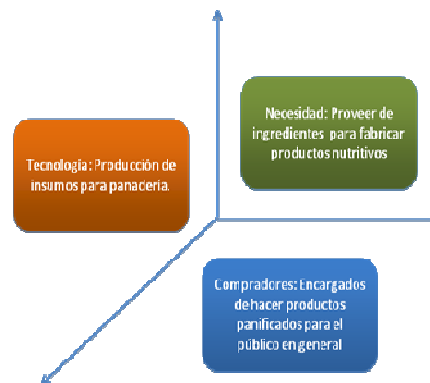 Necesidad: Proveer de
ingredientes para fabricar
productos nutritivos
Tecnología: Producción de
insumos para panadería.
Compradores: Encargados
de hacer productos
panificados para el
público en general